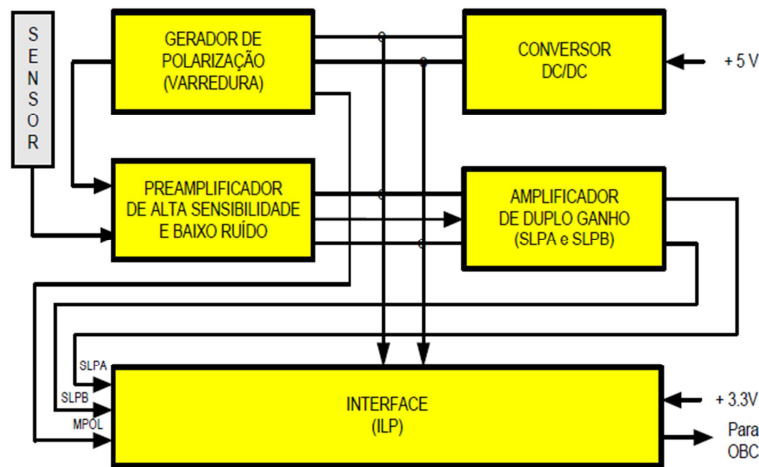 SENSOR
GERADOR DE
POLARIZAÇÃO
(VARREDURA)
CONVERSOR
DC/DC
+ 5 V
PREAMPLIFICADOR
DE ALTA SENSIBILIDADE
E BAIXO RUÍDO
AMPLIFICADOR
DE DUPLO GANHO
(SLPA e SLPB)
SLPA
SLPB
MPOL
INTERFACE
(ILP)
+ 3.3V
Para
OBC